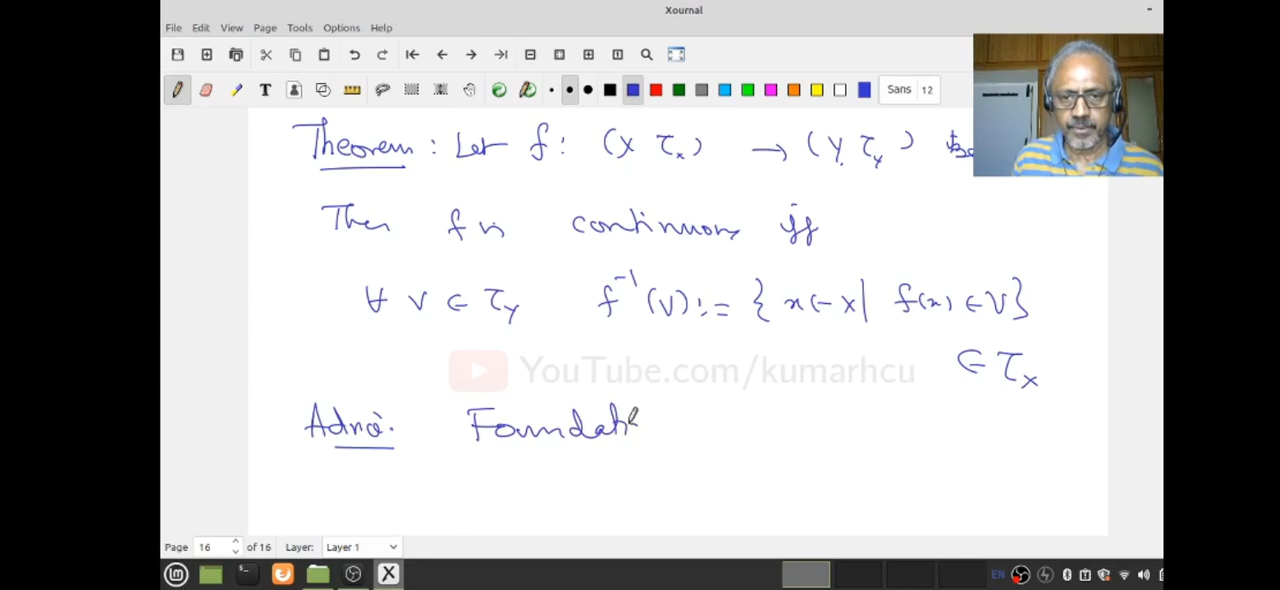 Xournal
File Edit View Page Tools Options Help
Sans 12
Theorem : Let f : (X τx) → (Y, τy) be
Then f is continuous iff
∀ V ∈ τY f⁻¹(V) := { x ∈ X | f(x) ∈ V}
∈ τx
YouTube.com/kumarhcu
Foundati
Page 16 of 16 Layer: Layer 1
EN